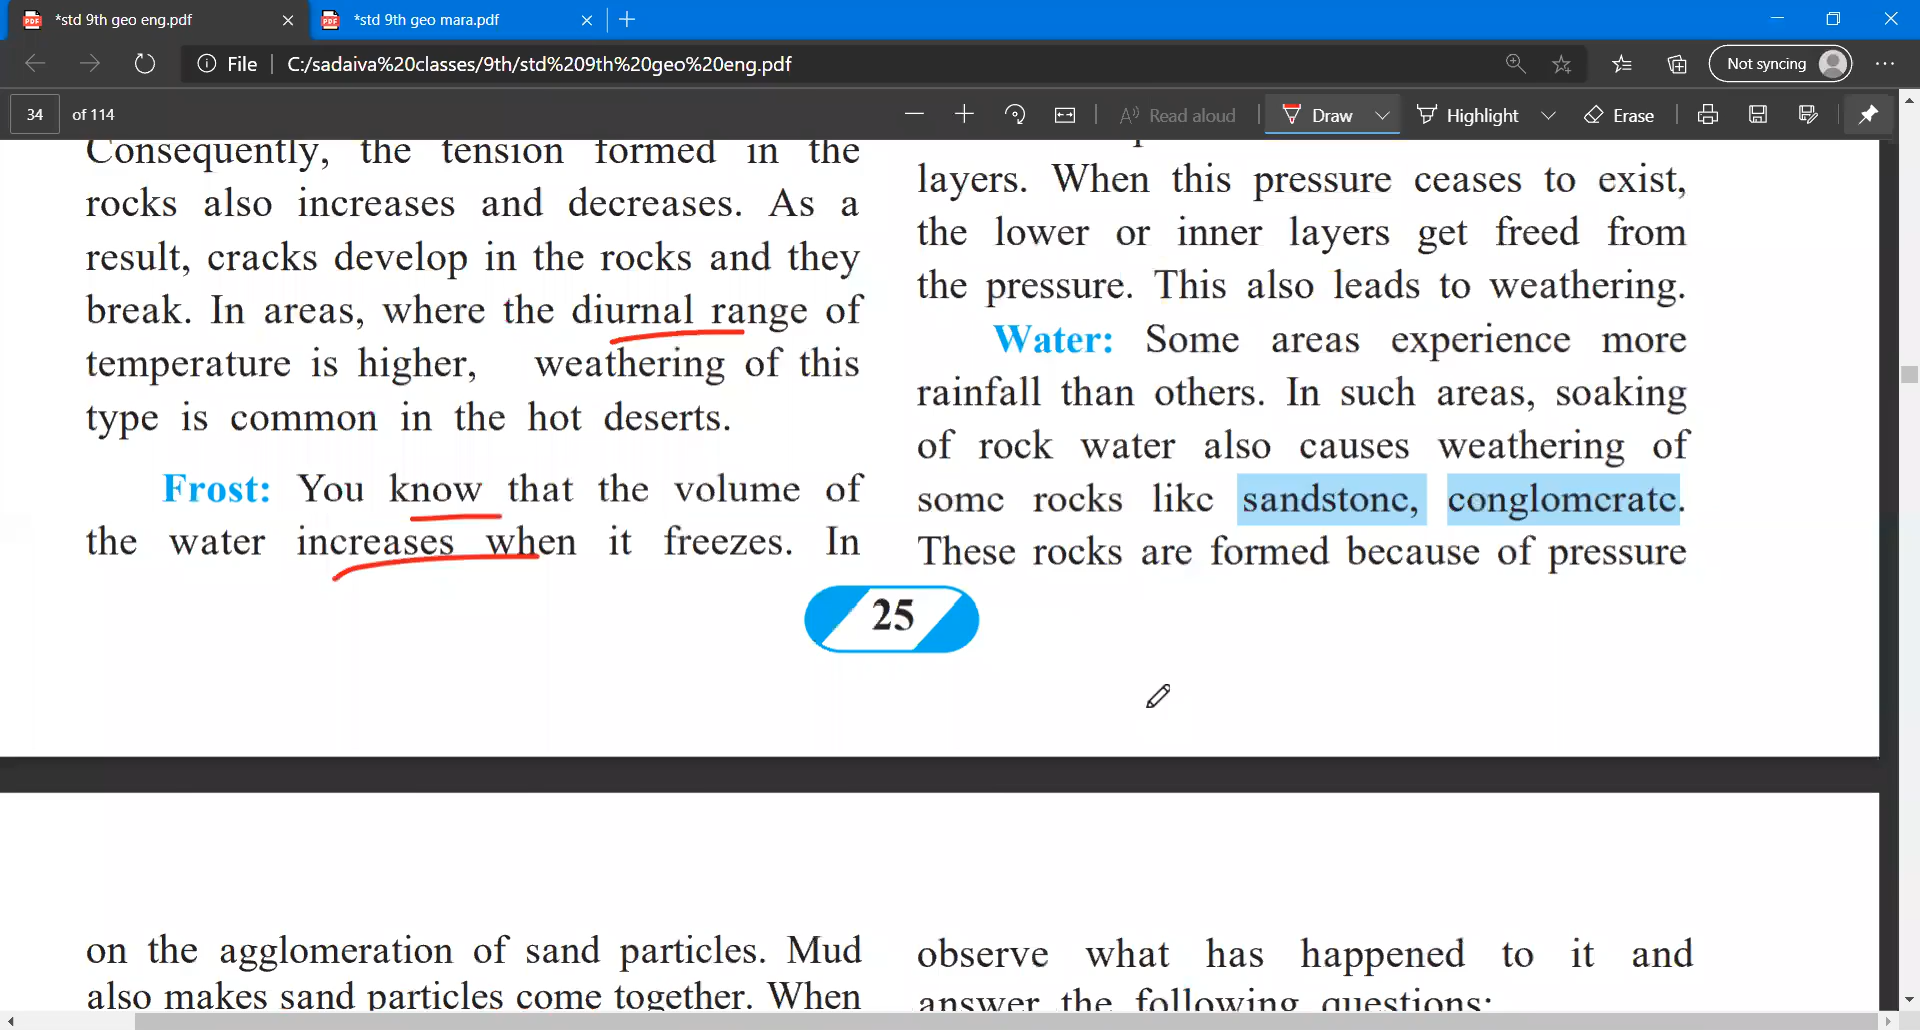 *std 9th geo eng.pdf
*std 9th geo mara.pdf
File
C:/sadaiva%20classes/9th/std%209th%20geo%20eng.pdf
Not syncing
34 of 114
Read aloud
Draw
Highlight
Erase
Consequently, the tension formed in the
rocks also increases and decreases. As a
result, cracks develop in the rocks and they
break. In areas, where the diurnal range of
temperature is higher, weathering of this
type is common in the hot deserts.
Frost: You know that the volume of
the water increases when it freezes. In
layers. When this pressure ceases to exist,
the lower or inner layers get freed from
the pressure. This also leads to weathering.
Water: Some areas experience more
rainfall than others. In such areas, soaking
of rock water also causes weathering of
some rocks like sandstone, conglomerate.
These rocks are formed because of pressure
25
on the agglomeration of sand particles. Mud
also makes sand particles come together. When
observe what has happened to it and
answer the following questions: